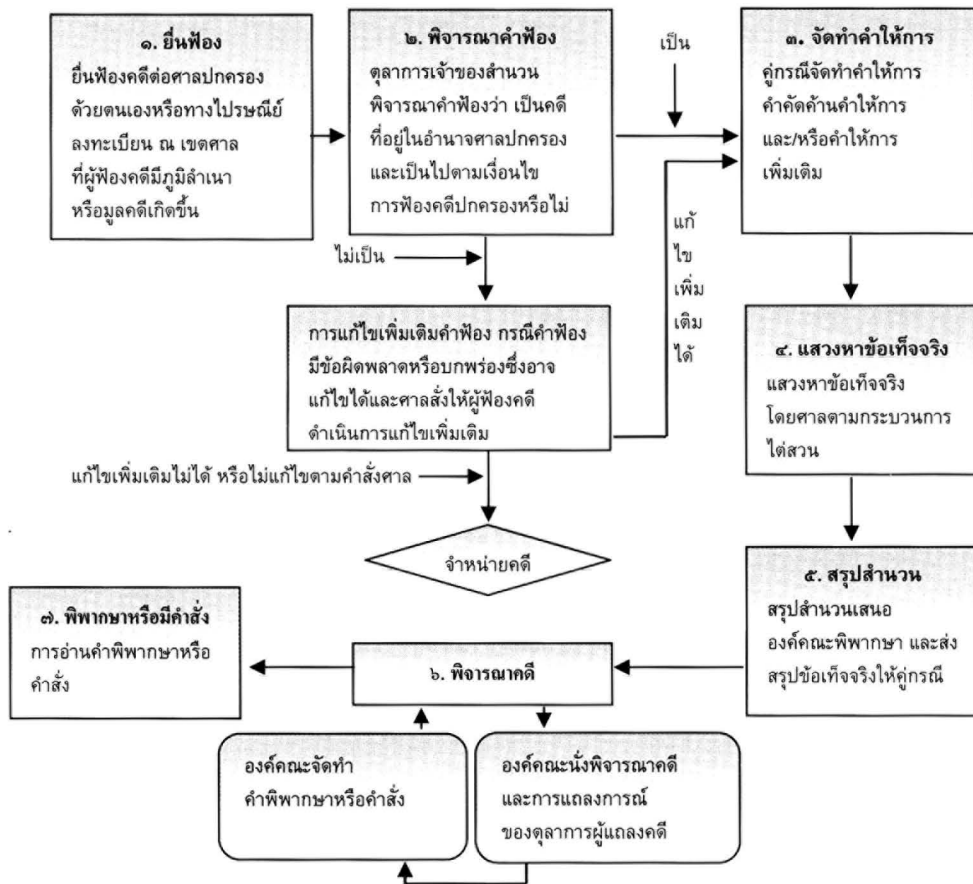 ๑. ยื่นฟ้อง
ยื่นฟ้องคดีต่อศาลปกครอง
ด้วยตนเองหรือทางไปรษณีย์
ลงทะเบียน ณ เขตศาล
ที่ผู้ฟ้องคดีมีภูมิลำเนา
หรือมูลคดีเกิดขึ้น
๒. พิจารณาคำฟ้อง
ตุลาการเจ้าของสำนวน
พิจารณาคำฟ้องว่า เป็นคดี
ที่อยู่ในอำนาจศาลปกครอง
และเป็นไปตามเงื่อนไข
การฟ้องคดีปกครองหรือไม่
เป็น
๓. จัดทำคำให้การ
คู่กรณีจัดทำคำให้การ
คำคัดค้านคำให้การ
และ/หรือคำให้การ
เพิ่มเติม
ไม่เป็น
แก้
ไข
เพิ่ม
เติม
ได้
การแก้ไขเพิ่มเติมคำฟ้อง กรณีคำฟ้อง
มีข้อผิดพลาดหรือบกพร่องซึ่งอาจ
แก้ไขได้และศาลสั่งให้ผู้ฟ้องคดี
ดำเนินการแก้ไขเพิ่มเติม
๔. แสวงหาข้อเท็จจริง
แสวงหาข้อเท็จจริง
โดยศาลตามกระบวนการ
ไต่สวน
แก้ไขเพิ่มเติมไม่ได้ หรือไม่แก้ไขตามคำสั่งศาล
จำหน่ายคดี
๕. สรุปสำนวน
สรุปสำนวนเสนอ
องค์คณะพิพากษา และส่ง
สรุปข้อเท็จจริงให้คู่กรณี
๖. พิจารณาคดี
๗. พิพากษาหรือมีคำสั่ง
การอ่านคำพิพากษาหรือ
คำสั่ง
องค์คณะจัดทำ
คำพิพากษาหรือคำสั่ง
องค์คณะนั่งพิจารณาคดี
และการแถลงการณ์
ของตุลาการผู้แถลงคดี